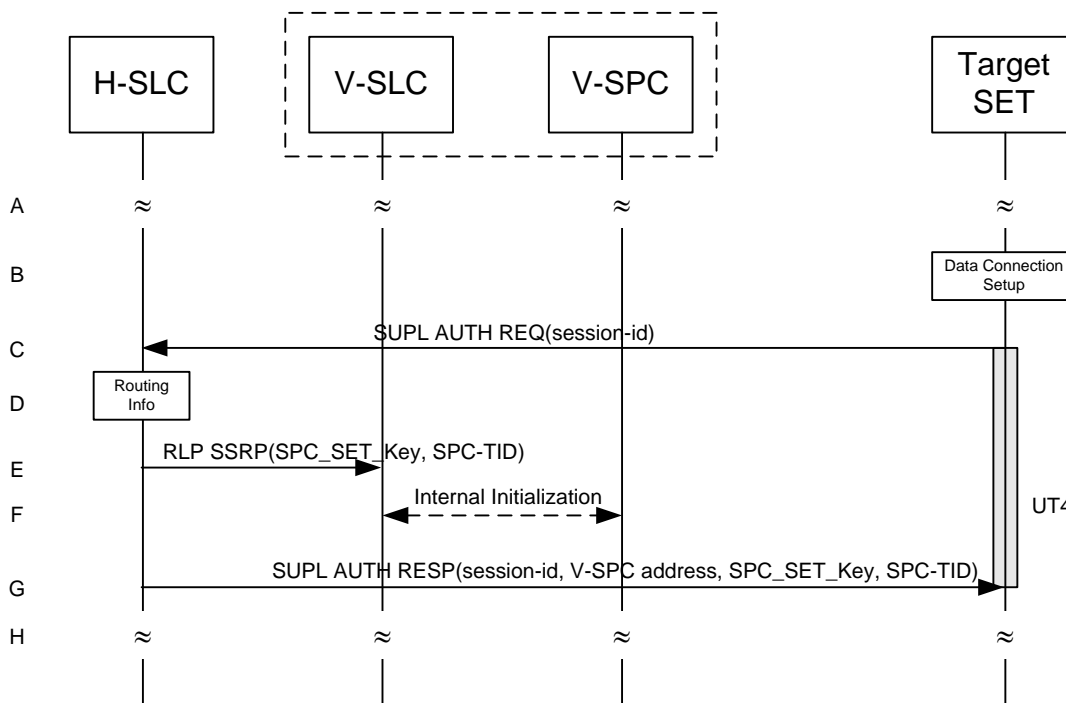 H-SLC
V-SLC
V-SPC
Target
SET
A
≈ ≈ ≈ ≈
B
Data Connection
Setup
C
SUPL AUTH REQ(session-id)
D
Routing
Info
E
RLP SSRP(SPC_SET_Key, SPC-TID)
F
Internal Initialization
UT4
G
SUPL AUTH RESP(session-id, V-SPC address, SPC_SET_Key, SPC-TID)
H
≈ ≈ ≈ ≈